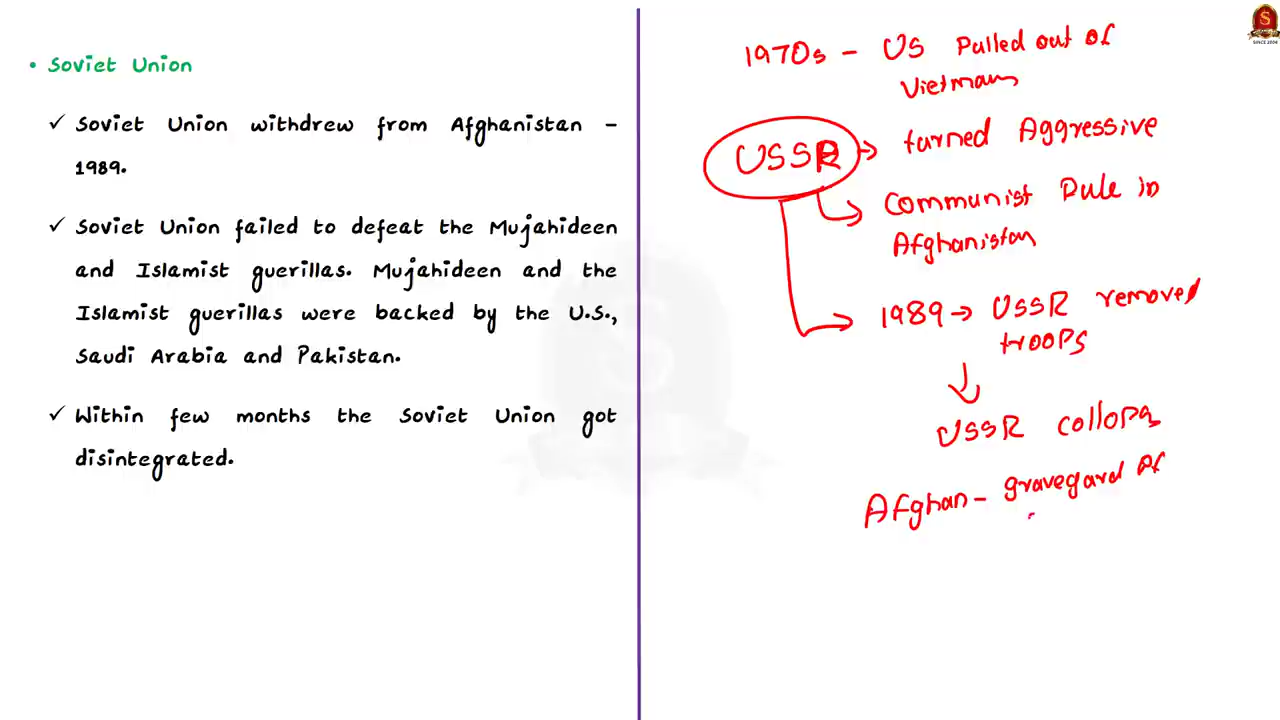 • Soviet Union
✓ Soviet Union withdrew from Afghanistan –
1989.
✓ Soviet Union failed to defeat the Mujahideen
and Islamist guerillas. Mujahideen and the
Islamist guerillas were backed by the U.S.,
Saudi Arabia and Pakistan.
✓ Within few months the Soviet Union got
disintegrated.
1970s – US Pulled out of
Vietnam
USSR → turned Aggressive
→ Communist Rule in
Afghanistan
→ 1989 → USSR removed
troops
↓
USSR collops
Afghan – graveyard of
S
SINCE 2004